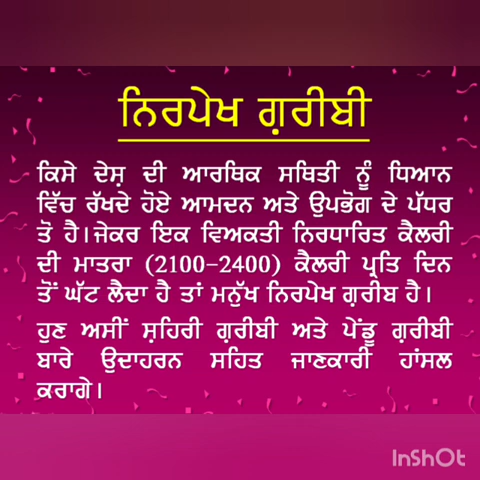 ਨਿਰਪੇਖ ਗ਼ਰੀਬੀ
ਕਿਸੇ ਦੇਸ਼ ਦੀ ਆਰਥਿਕ ਸਥਿਤੀ ਨੂੰ ਧਿਆਨ
ਵਿੱਚ ਰੱਖਦੇ ਹੋਏ ਆਮਦਨ ਅਤੇ ਉਪਭੋਗ ਦੇ ਪੱਧਰ
ਤੋ ਹੈ। ਜੇਕਰ ਇਕ ਵਿਅਕਤੀ ਨਿਰਧਾਰਿਤ ਕੈਲਰੀ
ਦੀ ਮਾਤਰਾ (2100-2400) ਕੈਲਰੀ ਪ੍ਰਤਿ ਦਿਨ
ਤੋਂ ਘੱਟ ਲੈਦਾ ਹੈ ਤਾਂ ਮਨੁੱਖ ਨਿਰਪੇਖ ਗ਼ਰੀਬ ਹੈ।
ਹੁਣ ਅਸੀਂ ਸ਼ਹਿਰੀ ਗ਼ਰੀਬੀ ਅਤੇ ਪੇਂਡੂ ਗ਼ਰੀਬੀ
ਬਾਰੇ ਉਦਾਹਰਨ ਸਹਿਤ ਜਾਣਕਾਰੀ ਹਾਂਸਲ
ਕਰਾਗੇ।
InShOt